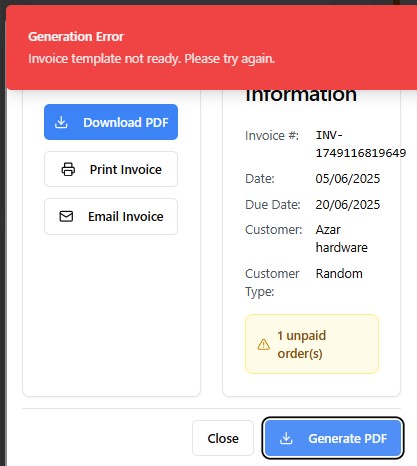 Generation Error
Invoice template not ready. Please try again.
Information
Download PDF
Print Invoice
Email Invoice
Invoice #: INV-
1749116819649
Date: 05/06/2025
Due Date: 20/06/2025
Customer: Azar
hardware
Customer Random
Type:
1 unpaid
order(s)
Close
Generate PDF